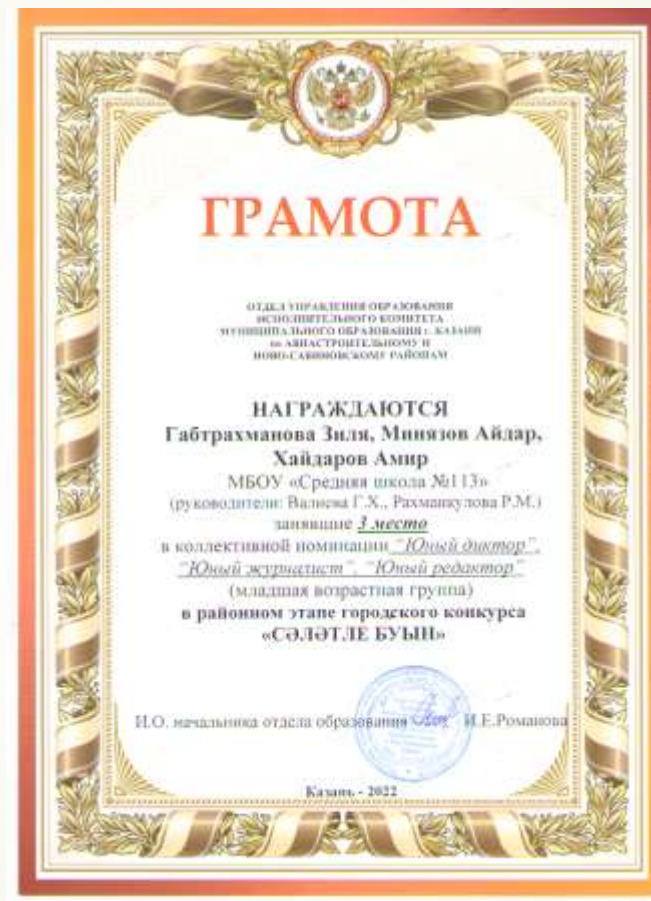 ГРАМОТА
ОТДЕЛ УПРАВЛЕНИЯ ОБРАЗОВАНИЯ
ИСПОЛНИТЕЛЬНОГО КОМИТЕТА
МУНИЦИПАЛЬНОГО ОБРАЗОВАНИЯ г. КАЗАНИ
по АВИАСТРОИТЕЛЬНОМУ И
НОВО-САВИНОВСКОМУ РАЙОНАМ
НАГРАЖДАЮТСЯ
Габтрахманова Зиля, Минязов Айдар,
Хайдаров Амир
МБОУ «Средняя школа №113»
(руководители: Валиева Г.Х., Рахманкулова Р.М.)
занявшие 3 место
в коллективной номинации "Юный диктор",
"Юный журналист", "Юный редактор"
(младшая возрастная группа)
в районном этапе городского конкурса
«СӘЛӘТЛЕ БУЫН»
И.О. начальника отдела образования И.Е.Романова
Казань - 2022